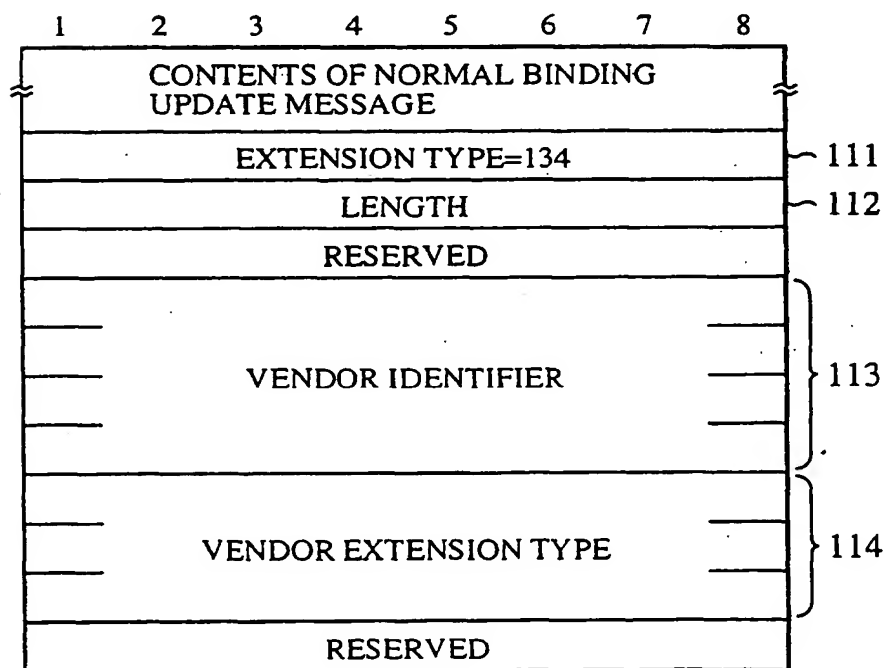 1 2 3 4 5 6 7 8
CONTENTS OF NORMAL BINDING
UPDATE MESSAGE
EXTENSION TYPE=134 111
LENGTH 112
RESERVED
VENDOR IDENTIFIER 113
VENDOR EXTENSION TYPE 114
RESERVED